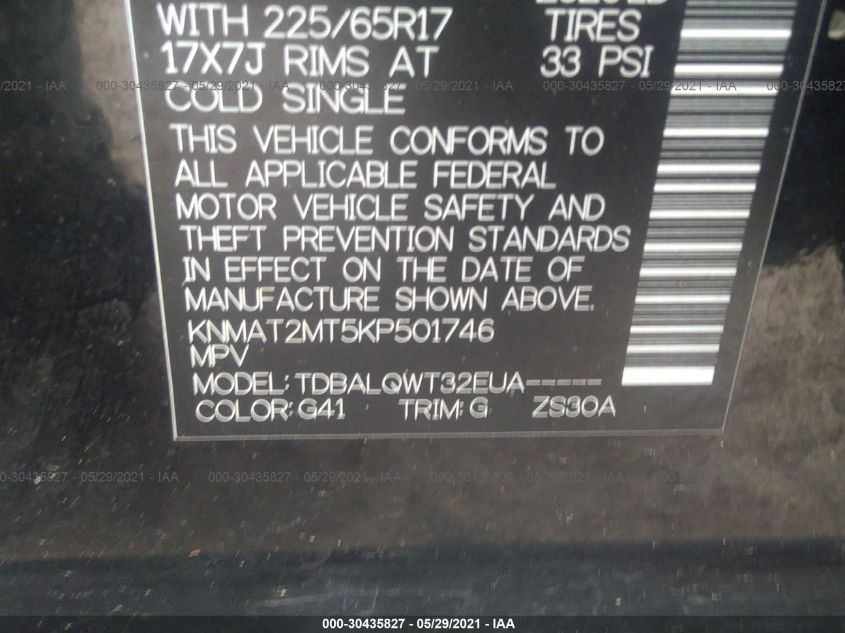 WITH 225/65R17 TIRES
17X7J RIMS AT 33 PSI
COLD SINGLE
THIS VEHICLE CONFORMS TO
ALL APPLICABLE FEDERAL
MOTOR VEHICLE SAFETY AND
THEFT PREVENTION STANDARDS
IN EFFECT ON THE DATE OF
MANUFACTURE SHOWN ABOVE.
KNMAT2MT5KP501746
MPV
MODEL:TDBALQWT32EUA-----
COLOR:G41 TRIM:G ZS30A
000-30435827 - 05/29/2021 - IAA